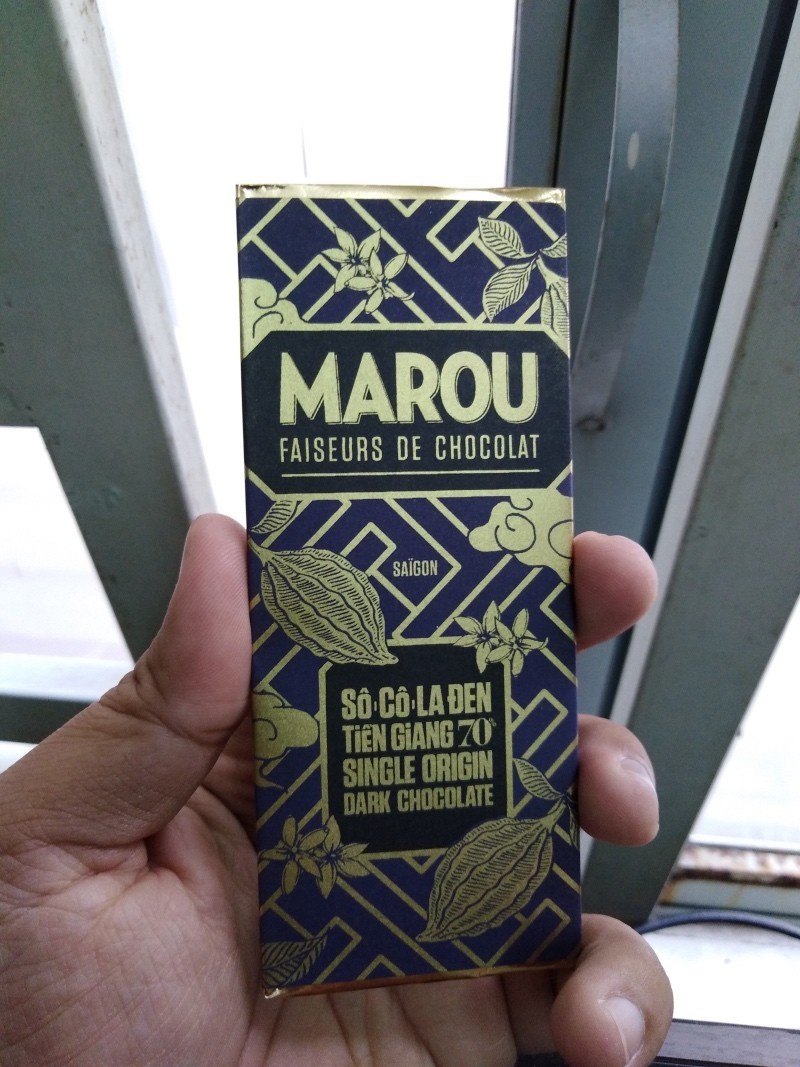 MAROU
FAISEURS DE CHOCOLAT
SAÏGON
SÔ·CÔ·LA ĐEN
TIỀN GIANG 70%
SINGLE ORIGIN
DARK CHOCOLATE